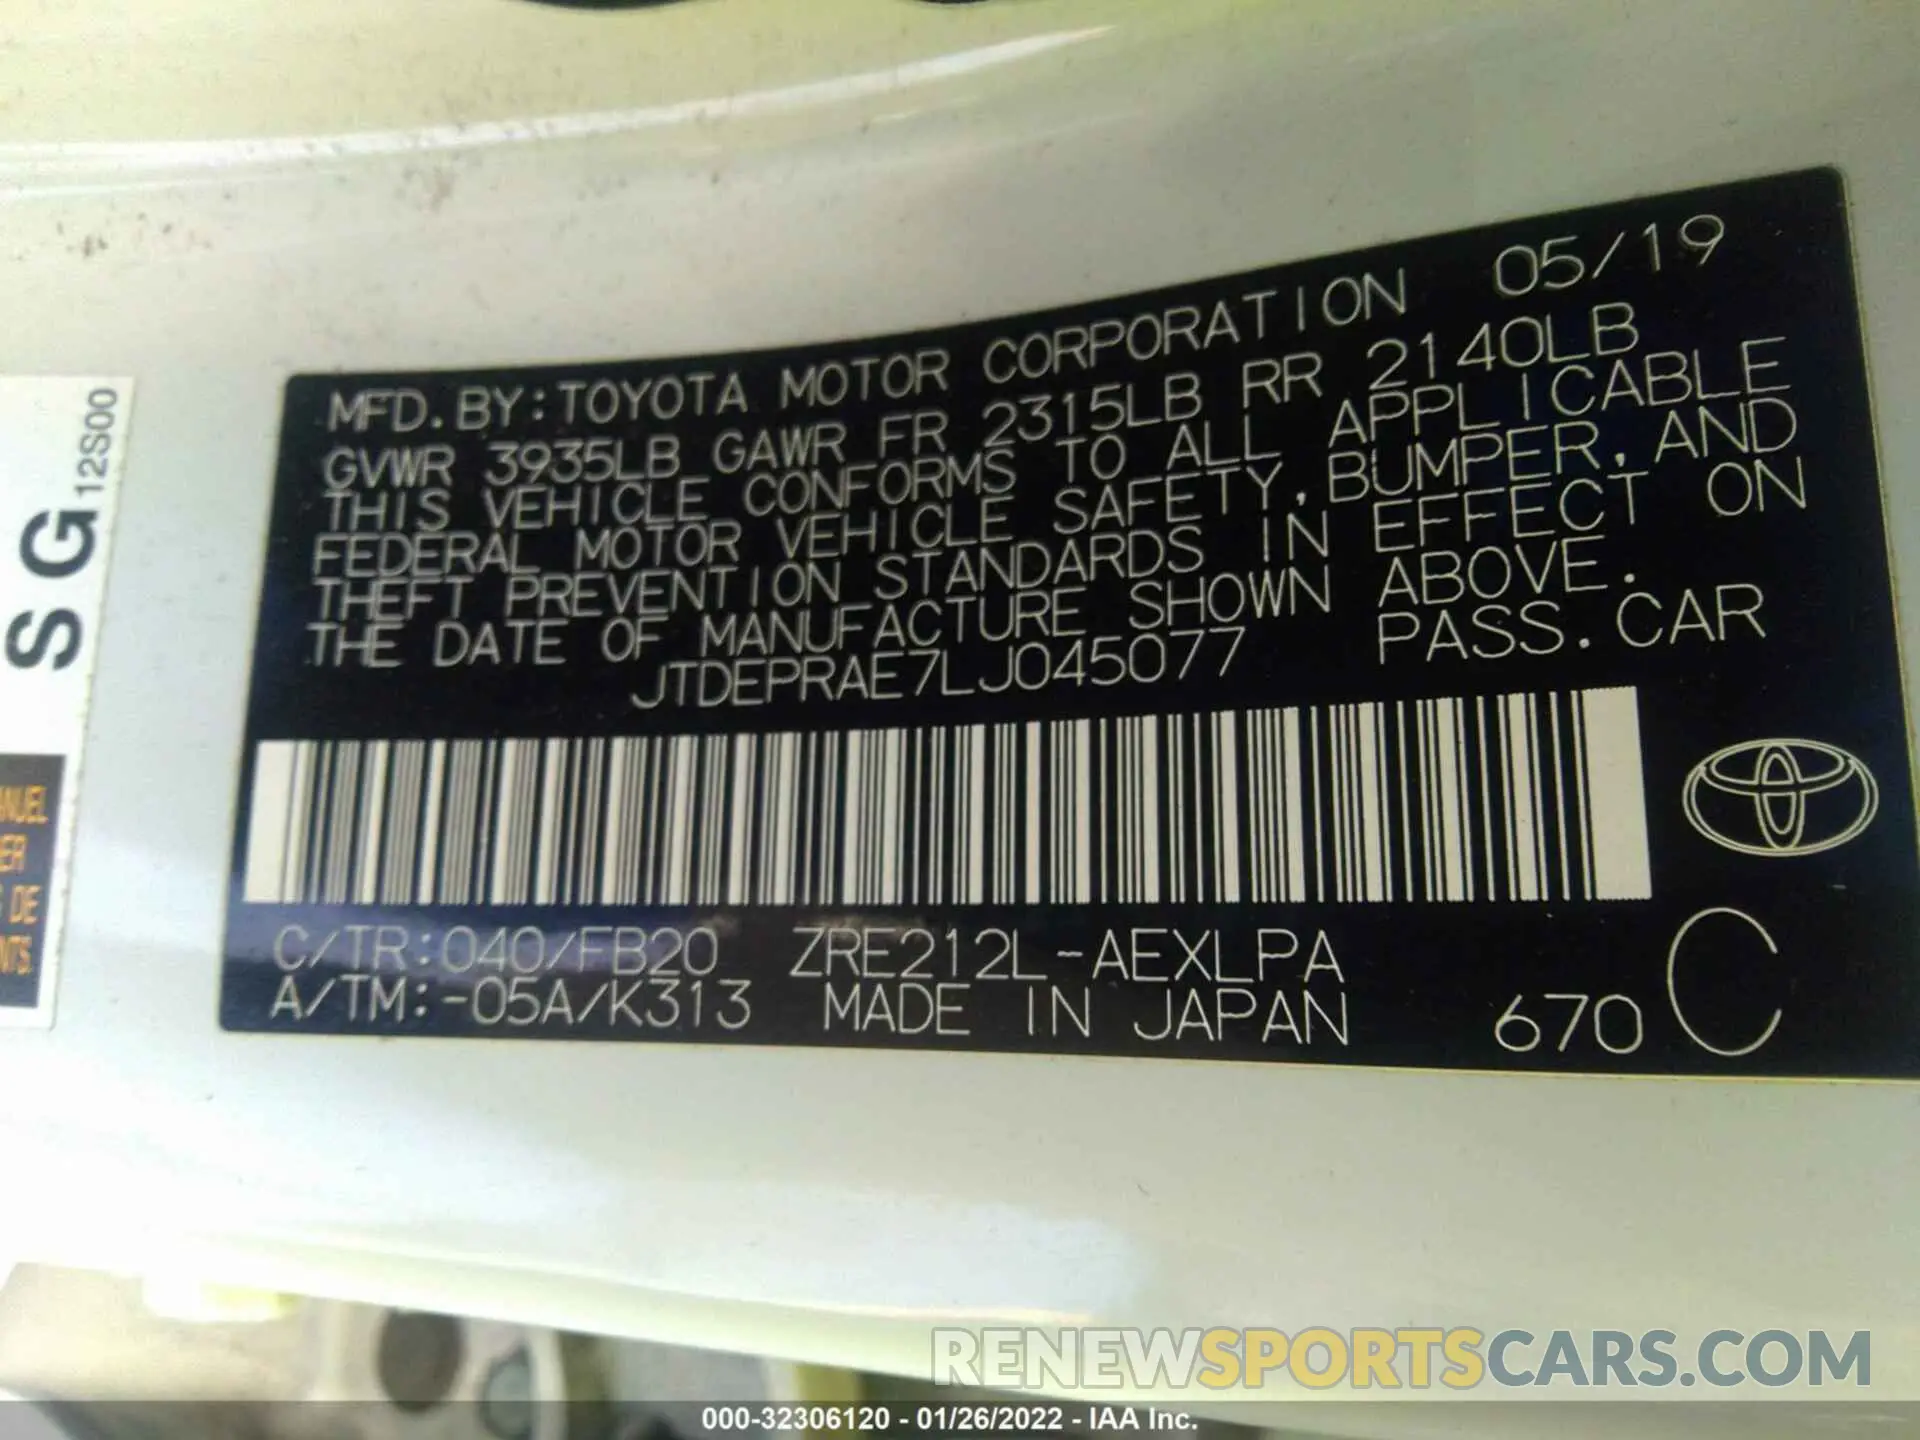 MFD. BY: TOYOTA MOTOR CORPORATION 05/19
GVWR 3935LB GAWR FR 2315LB RR 2140LB
THIS VEHICLE CONFORMS TO ALL APPLICABLE
FEDERAL MOTOR VEHICLE SAFETY, BUMPER, AND
THEFT PREVENTION STANDARDS IN EFFECT ON
THE DATE OF MANUFACTURE SHOWN ABOVE.
JTDEPRAE7LJ045077 PASS. CAR
C/TR: 040/FB20 ZRE212L-AEXLPA
A/TM: -05A/K313 MADE IN JAPAN 670 C
SG 12S00
DE
RENEWSPORTSCARS.COM
000-32306120 - 01/26/2022 - IAA Inc.